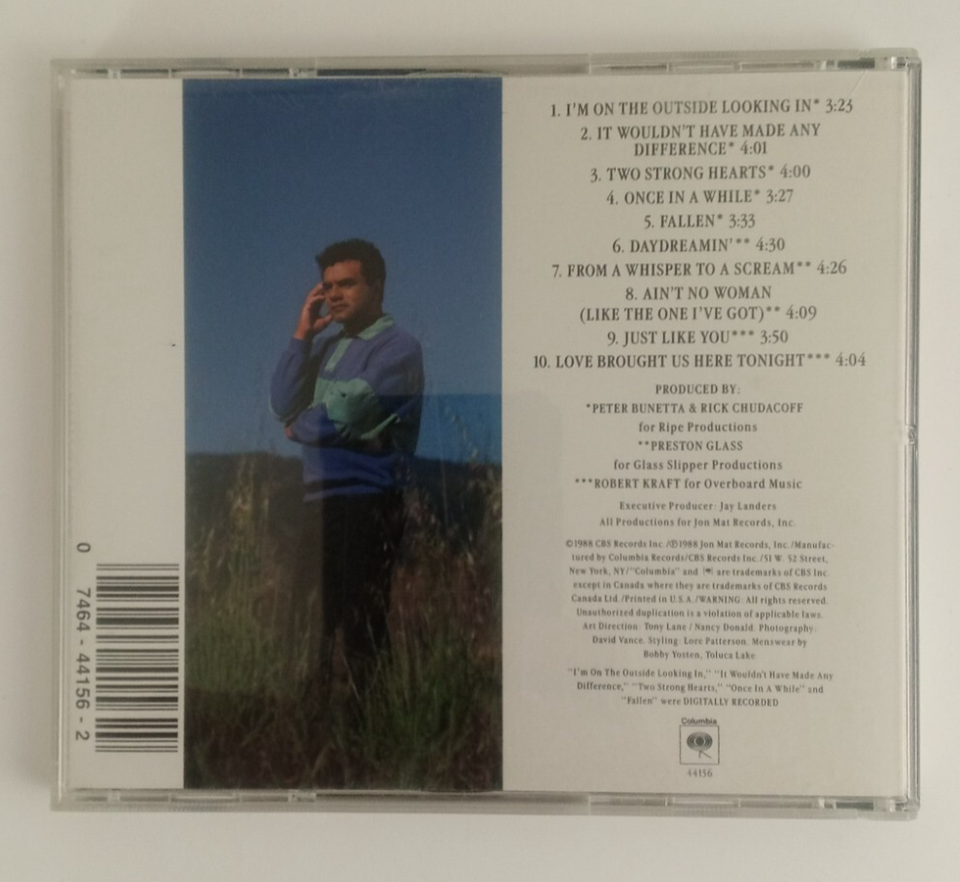 1. I'M ON THE OUTSIDE LOOKING IN* 3:23
2. IT WOULDN'T HAVE MADE ANY
DIFFERENCE* 4:01
3. TWO STRONG HEARTS* 4:00
4. ONCE IN A WHILE* 3:27
5. FALLEN* 3:33
6. DAYDREAMIN'** 4:30
7. FROM A WHISPER TO A SCREAM** 4:26
8. AIN'T NO WOMAN
(LIKE THE ONE I'VE GOT)** 4:09
9. JUST LIKE YOU*** 3:50
10. LOVE BROUGHT US HERE TONIGHT*** 4:04
PRODUCED BY:
*PETER BUNETTA & RICK CHUDACOFF
for Ripe Productions
**PRESTON GLASS
for Glass Slipper Productions
***ROBERT KRAFT for Overboard Music
Executive Producer: Jay Landers
All Productions for Jon Mat Records, Inc.
©1988 CBS Records Inc./℗1988 Jon Mat Records, Inc./Manufac-
tured by Columbia Records/CBS Records Inc./51 W. 52 Street,
New York, NY/"Columbia" and are trademarks of CBS Inc.
except in Canada where they are trademarks of CBS Records
Canada Ltd./Printed in U.S.A./WARNING: All rights reserved.
Unauthorized duplication is a violation of applicable laws.
Art Direction: Tony Lane / Nancy Donald. Photography:
David Vance. Styling: Lore Patterson. Menswear by
Bobby Yosten, Toluca Lake
"I'm On The Outside Looking In," "It Wouldn't Have Made Any
Difference," "Two Strong Hearts," "Once In A While" and
"Fallen" were DIGITALLY RECORDED
Columbia
44156
0 7464-44156-2